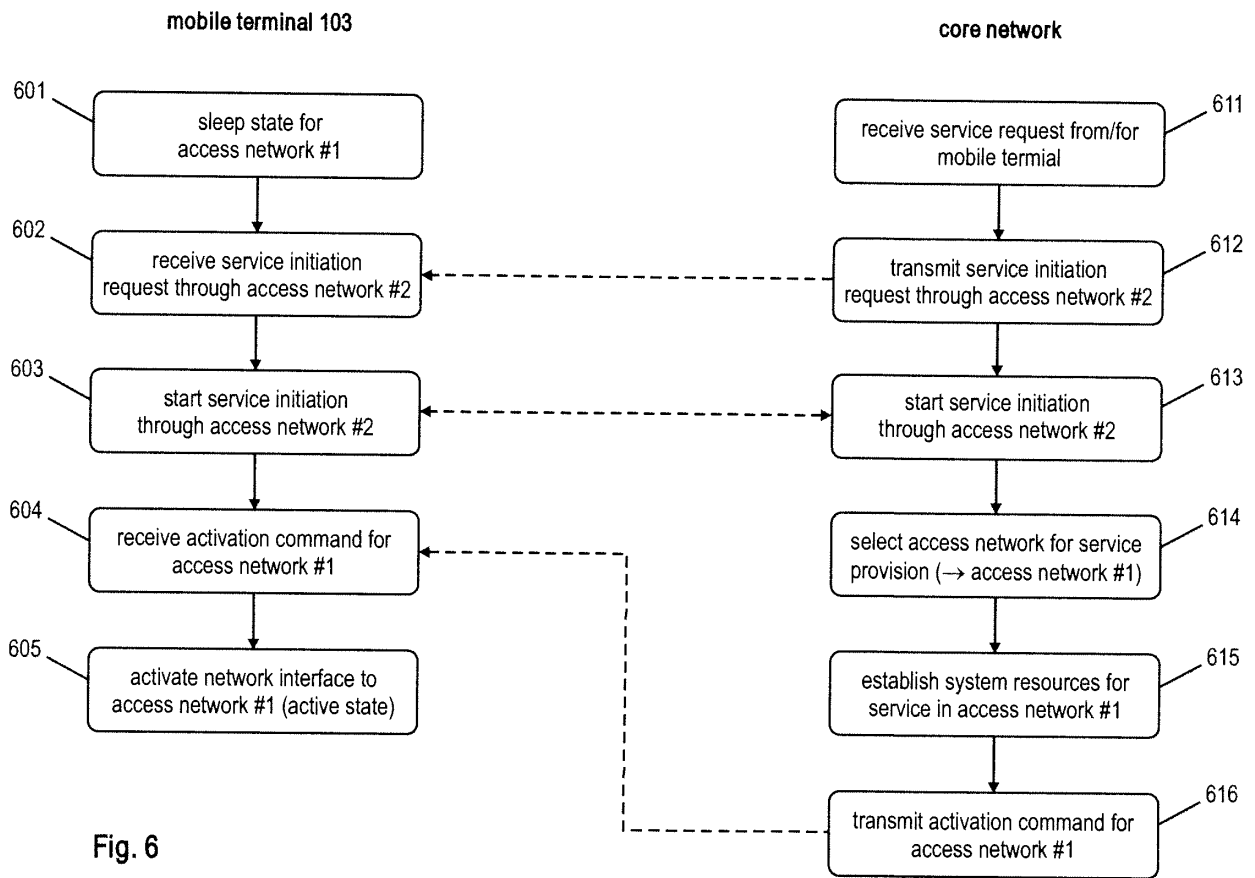 mobile terminal 103
core network
601
sleep state for
access network #1
602
receive service initiation
request through access network #2
603
start service initiation
through access network #2
604
receive activation command for
access network #1
605
activate network interface to
access network #1 (active state)
611
receive service request from/for
mobile termial
612
transmit service initiation
request through access network #2
613
start service initiation
through access network #2
614
select access network for service
provision (→ access network #1)
615
establish system resources for
service in access network #1
616
transmit activation command for
access network #1
Fig. 6